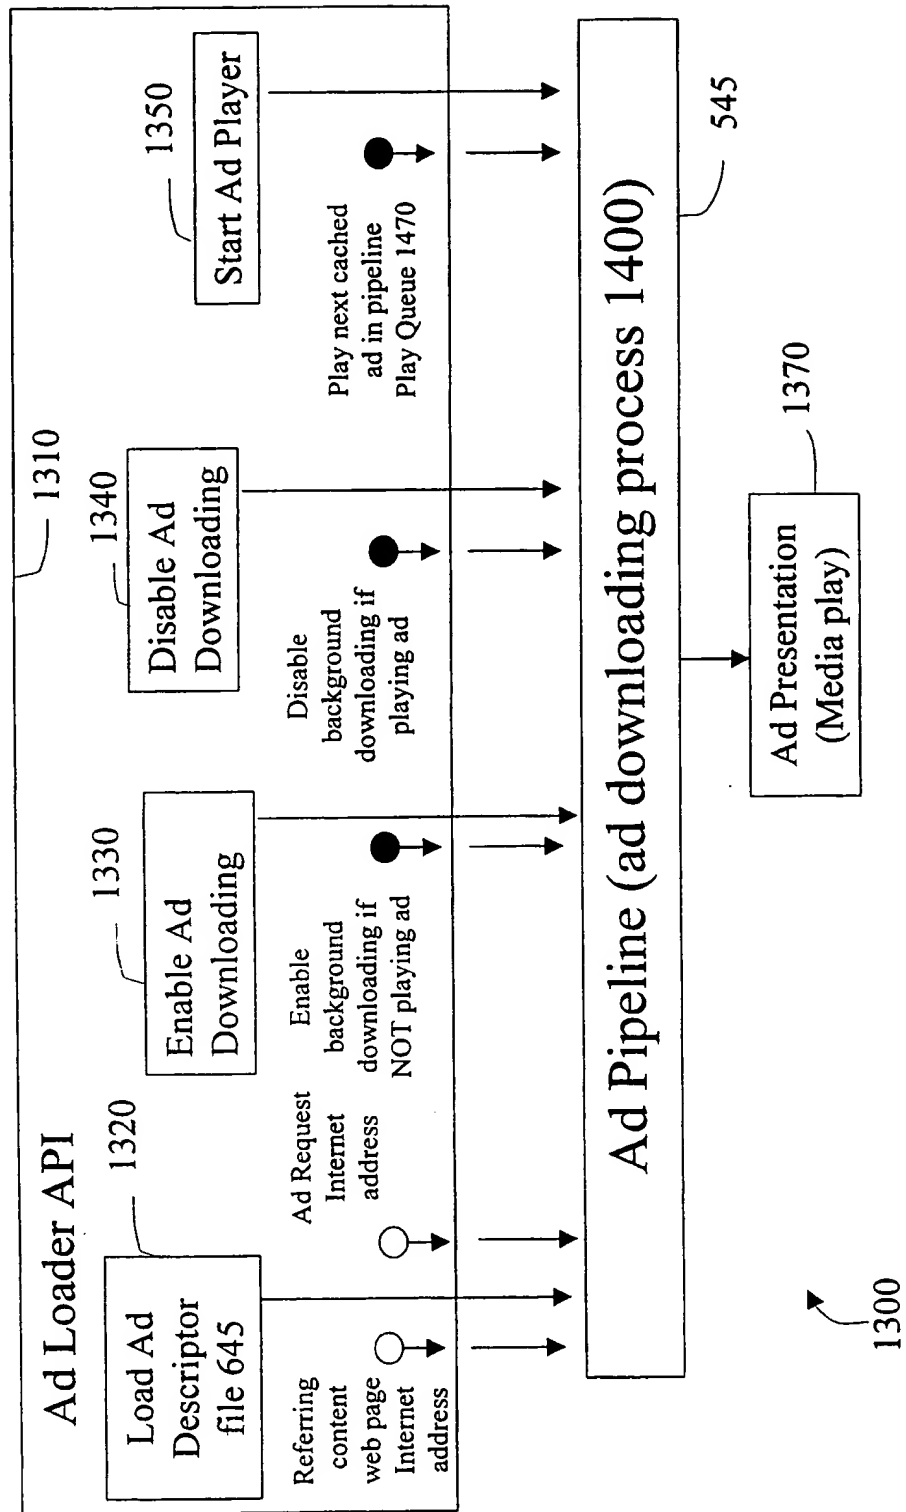 Ad Loader API
1310
1320
Load Ad
Descriptor
file 645
Referring
content
web page
Internet
address
Ad Request
Internet
address
1330
Enable Ad
Downloading
Enable
background
downloading if
NOT playing ad
1340
Disable Ad
Downloading
Disable
background
downloading if
playing ad
1350
Start Ad Player
Play next cached
ad in pipeline
Play Queue 1470
Ad Pipeline (ad downloading process 1400)
545
Ad Presentation
(Media play)
1370
1300